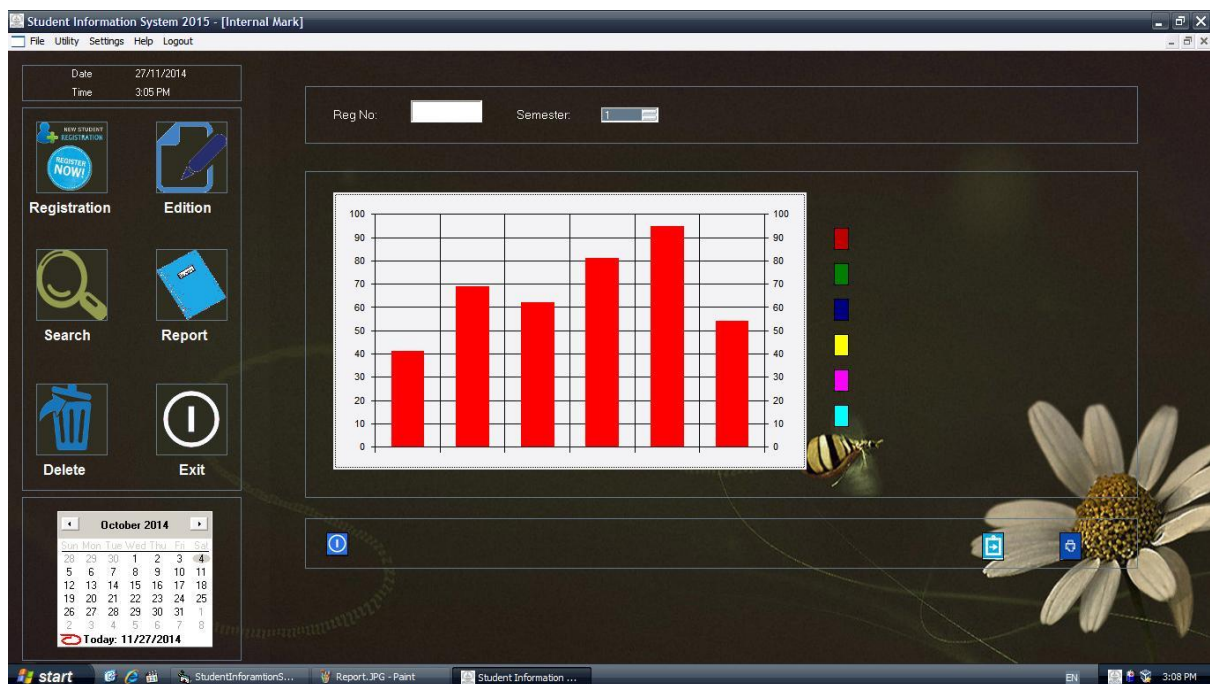 Student Information System 2015 - [Internal Mark]
File Utility Settings Help Logout
Date 27/11/2014
Time 3:05 PM
NEW STUDENT
REGISTRATION
REGISTER
NOW!
Registration Edition
Search Report
Delete Exit
October 2014
Sun Mon Tue Wed Thu Fri Sat
28 29 30 1 2 3 4
5 6 7 8 9 10 11
12 13 14 15 16 17 18
19 20 21 22 23 24 25
26 27 28 29 30 31 1
2 3 4 5 6 7 8
Today: 11/27/2014
Reg No: Semester: 1
100 100
90 90
80 80
70 70
60 60
50 50
40 40
30 30
20 20
10 10
0 0
start StudentInforamtionS... Report.JPG - Paint Student Information ... EN 3:08 PM